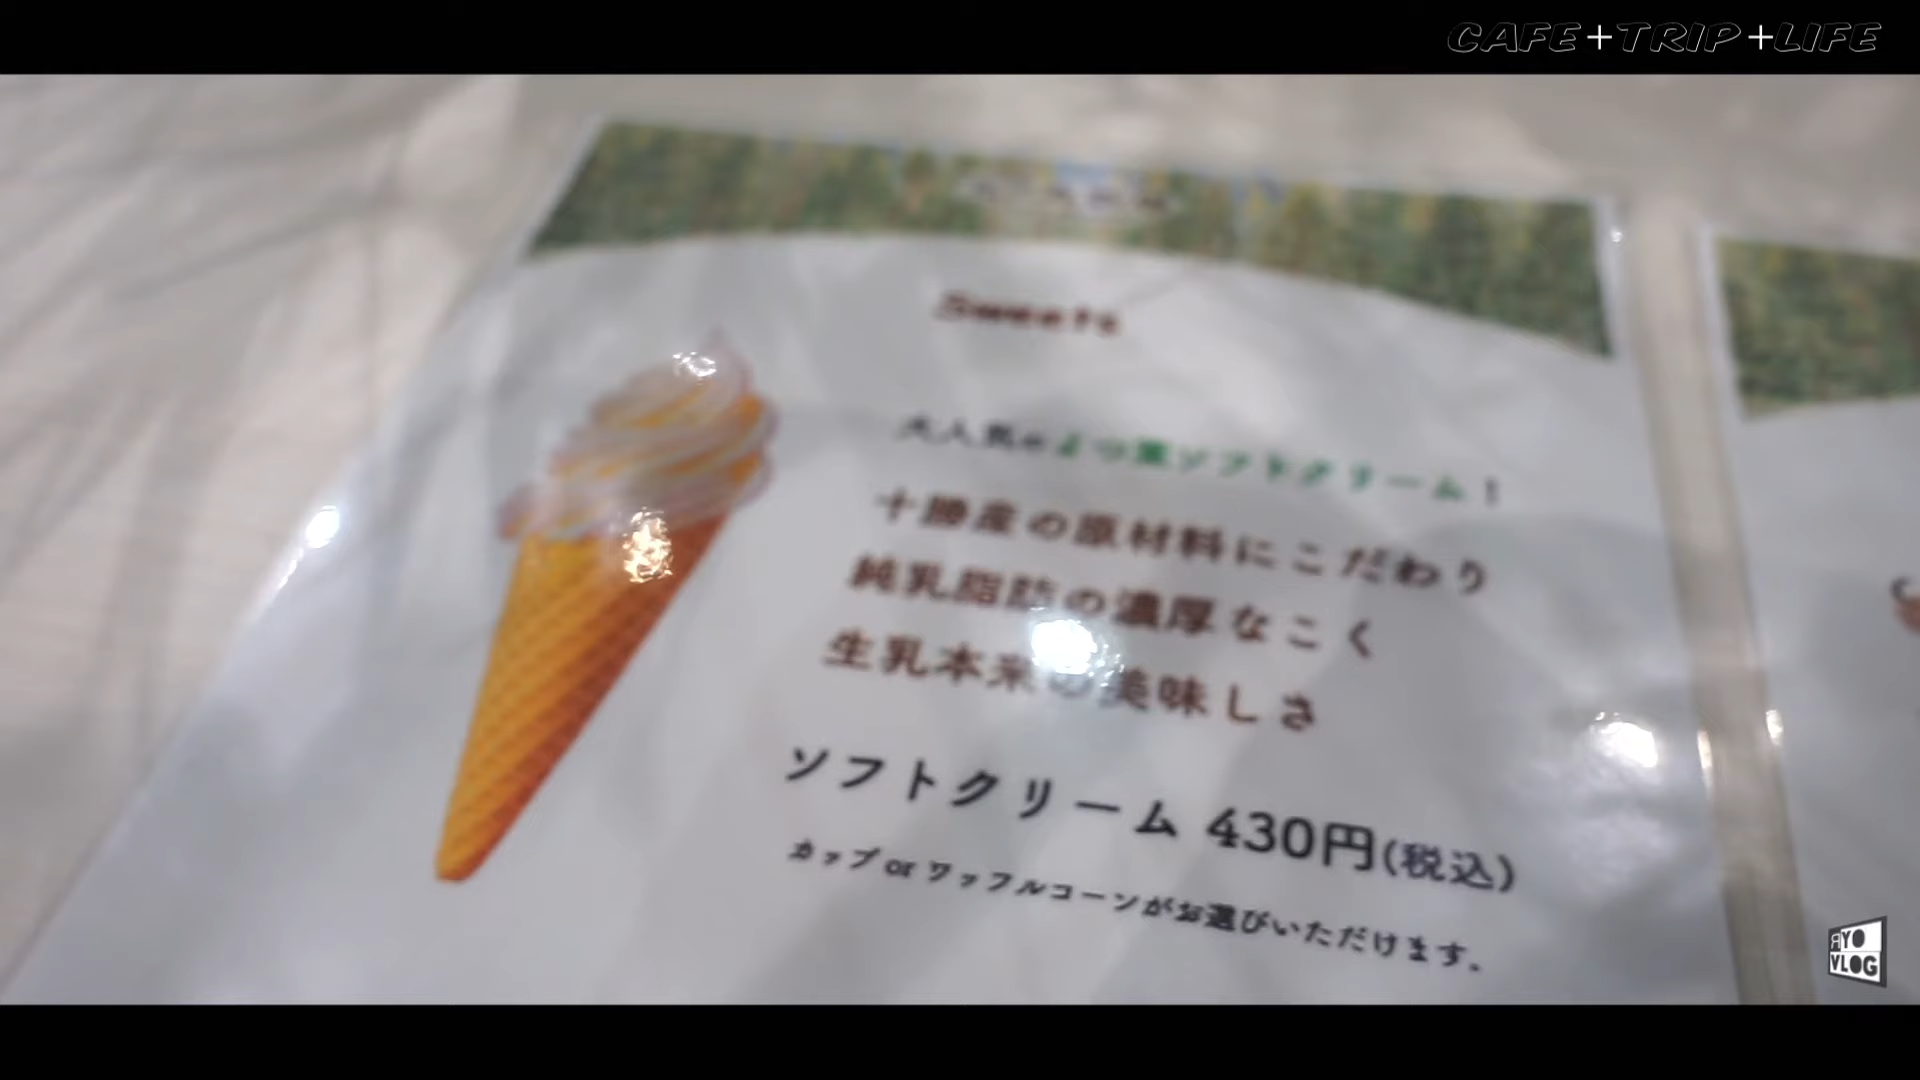 CAFE+TRIP+LIFE
Sweets
大人気のよつ葉ソフトクリーム！
十勝産の原材料にこだわり
純乳脂肪の濃厚なこく
生乳本来の美味しさ
ソフトクリーム 430円(税込)
カップ or ワッフルコーンがお選びいただけます。
RYO
VLOG